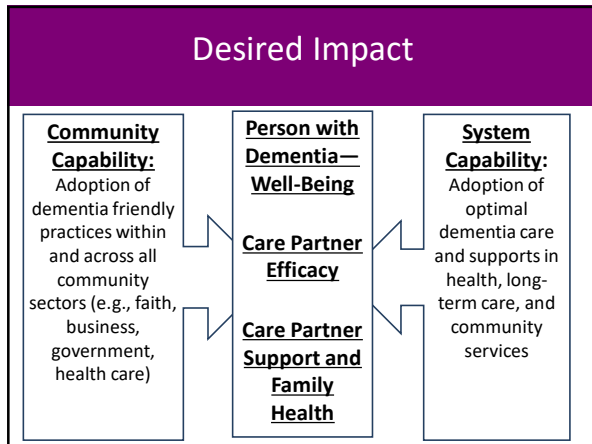 Desired Impact
Community
Capability:
Adoption of
dementia friendly
practices within
and across all
community
sectors (e.g., faith,
business,
government,
health care)
Person with
Dementia—
Well-Being
Care Partner
Efficacy
Care Partner
Support and
Family
Health
System
Capability:
Adoption of
optimal
dementia care
and supports in
health, long-
term care, and
community
services